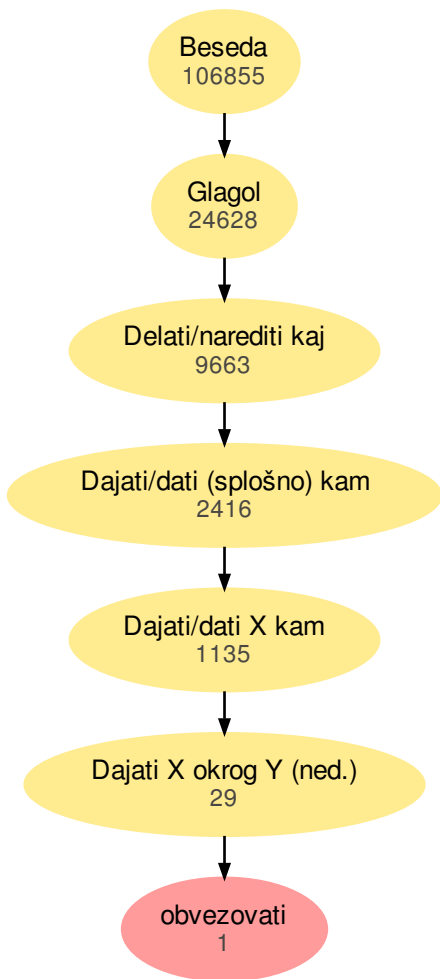 Beseda
106855
Glagol
24628
Delati/narediti kaj
9663
Dajati/dati (splošno) kam
2416
Dajati/dati X kam
1135
Dajati X okrog Y (ned.)
29
obvezovati
1